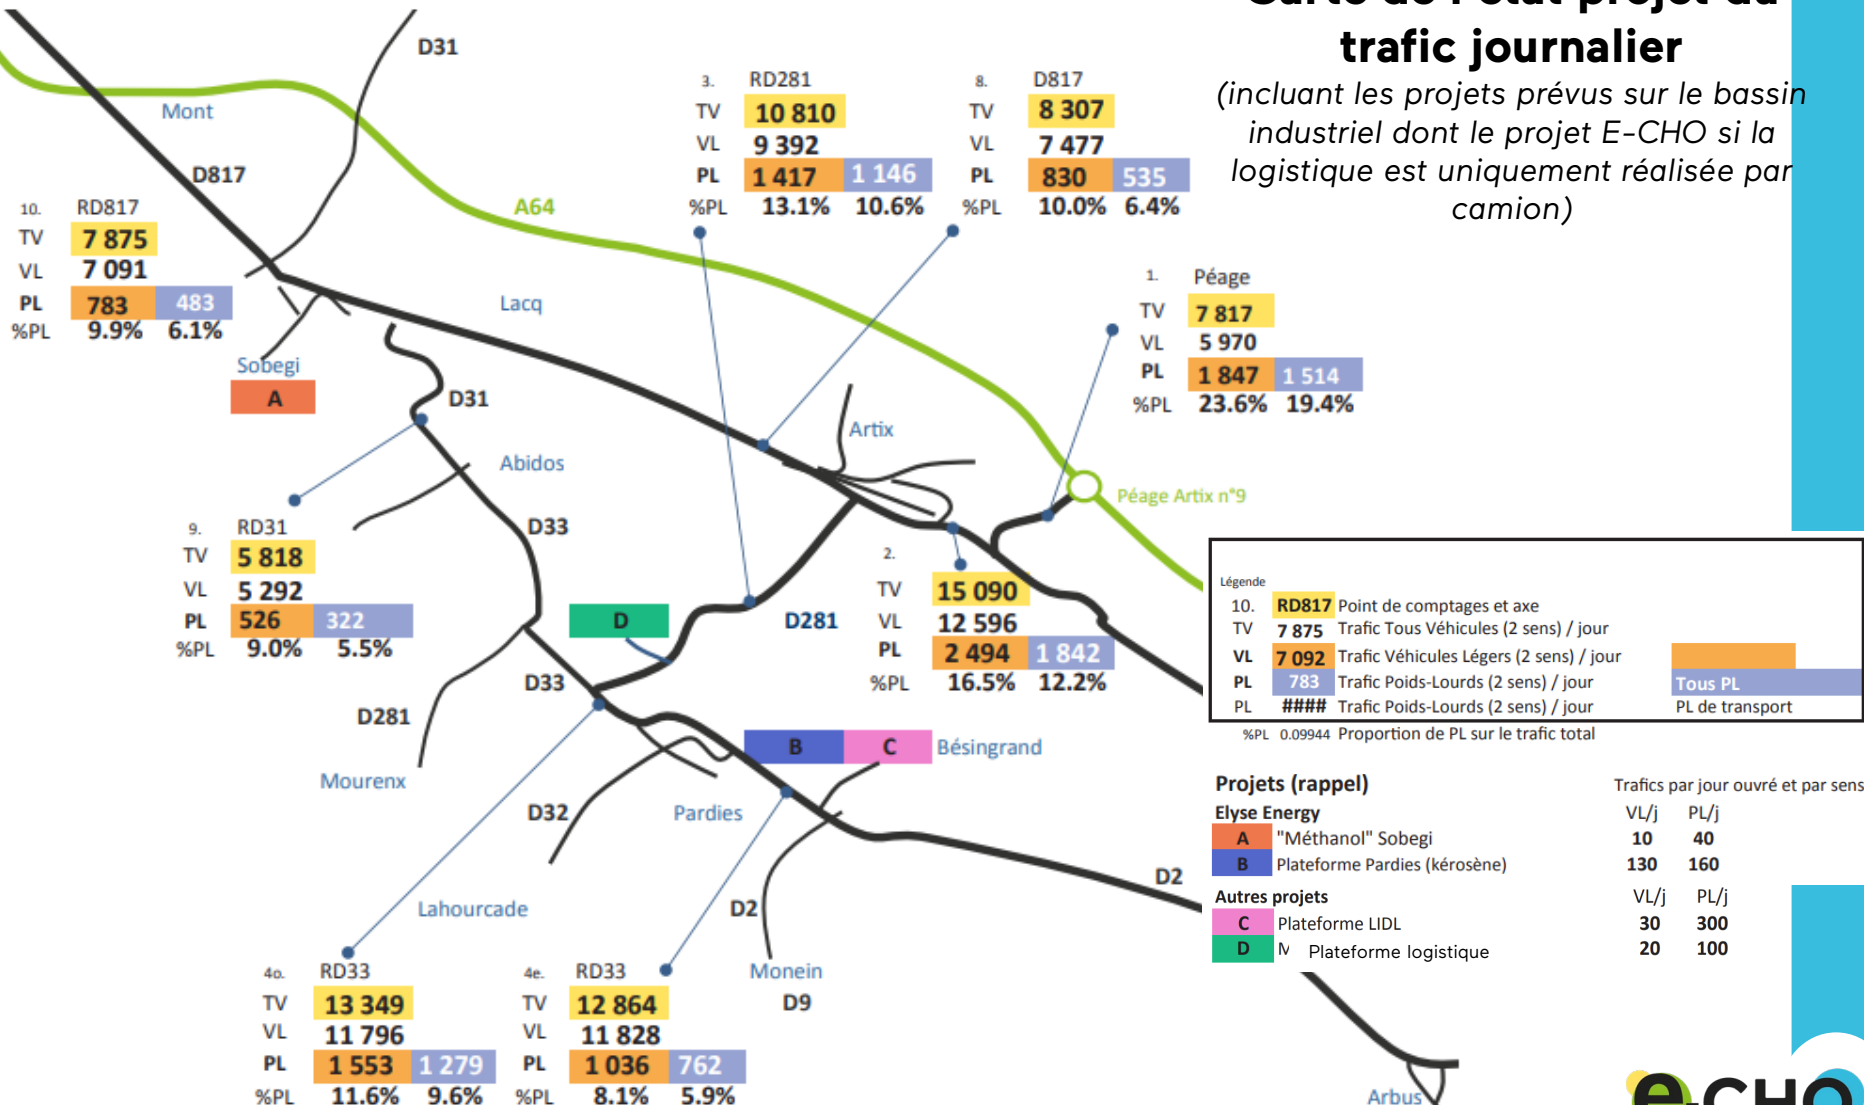 Carte de l'état projet du
trafic journalier
(incluant les projets prévus sur le bassin
industriel dont le projet E-CHO si la
logistique est uniquement réalisée par
camion)
D31
Mont
D817
A64
3. RD281
TV 10 810
VL 9 392
PL 1 417 1 146
%PL 13.1% 10.6%
8. D817
TV 8 307
VL 7 477
PL 830 535
%PL 10.0% 6.4%
10. RD817
TV 7 875
VL 7 091
PL 783 483
%PL 9.9% 6.1%
Lacq
1. Péage
TV 7 817
VL 5 970
PL 1 847 1 514
%PL 23.6% 19.4%
Sobegi
A
D31
Artix
Abidos
Péage Artix n°9
9. RD31
TV 5 818
VL 5 292
PL 526 322
%PL 9.0% 5.5%
D33
2.
TV 15 090
VL 12 596
PL 2 494 1 842
%PL 16.5% 12.2%
D
D281
D33
D281
B C Bésingrand
Mourenx
D32
Pardies
D2
Lahourcade
D2
Monein
D9
4o. RD33
TV 13 349
VL 11 796
PL 1 553 1 279
%PL 11.6% 9.6%
4e. RD33
TV 12 864
VL 11 828
PL 1 036 762
%PL 8.1% 5.9%
Légende
10. RD817 Point de comptages et axe
TV 7 875 Trafic Tous Véhicules (2 sens) / jour
VL 7 092 Trafic Véhicules Légers (2 sens) / jour
PL 783 Trafic Poids-Lourds (2 sens) / jour Tous PL
PL #### Trafic Poids-Lourds (2 sens) / jour PL de transport
%PL 0.09944 Proportion de PL sur le trafic total
Projets (rappel) Trafics par jour ouvré et par sens
Elyse Energy VL/j PL/j
A "Méthanol" Sobegi 10 40
B Plateforme Pardies (kérosène) 130 160
Autres projets VL/j PL/j
C Plateforme LIDL 30 300
D Plateforme logistique 20 100
Arbus
e-CHO